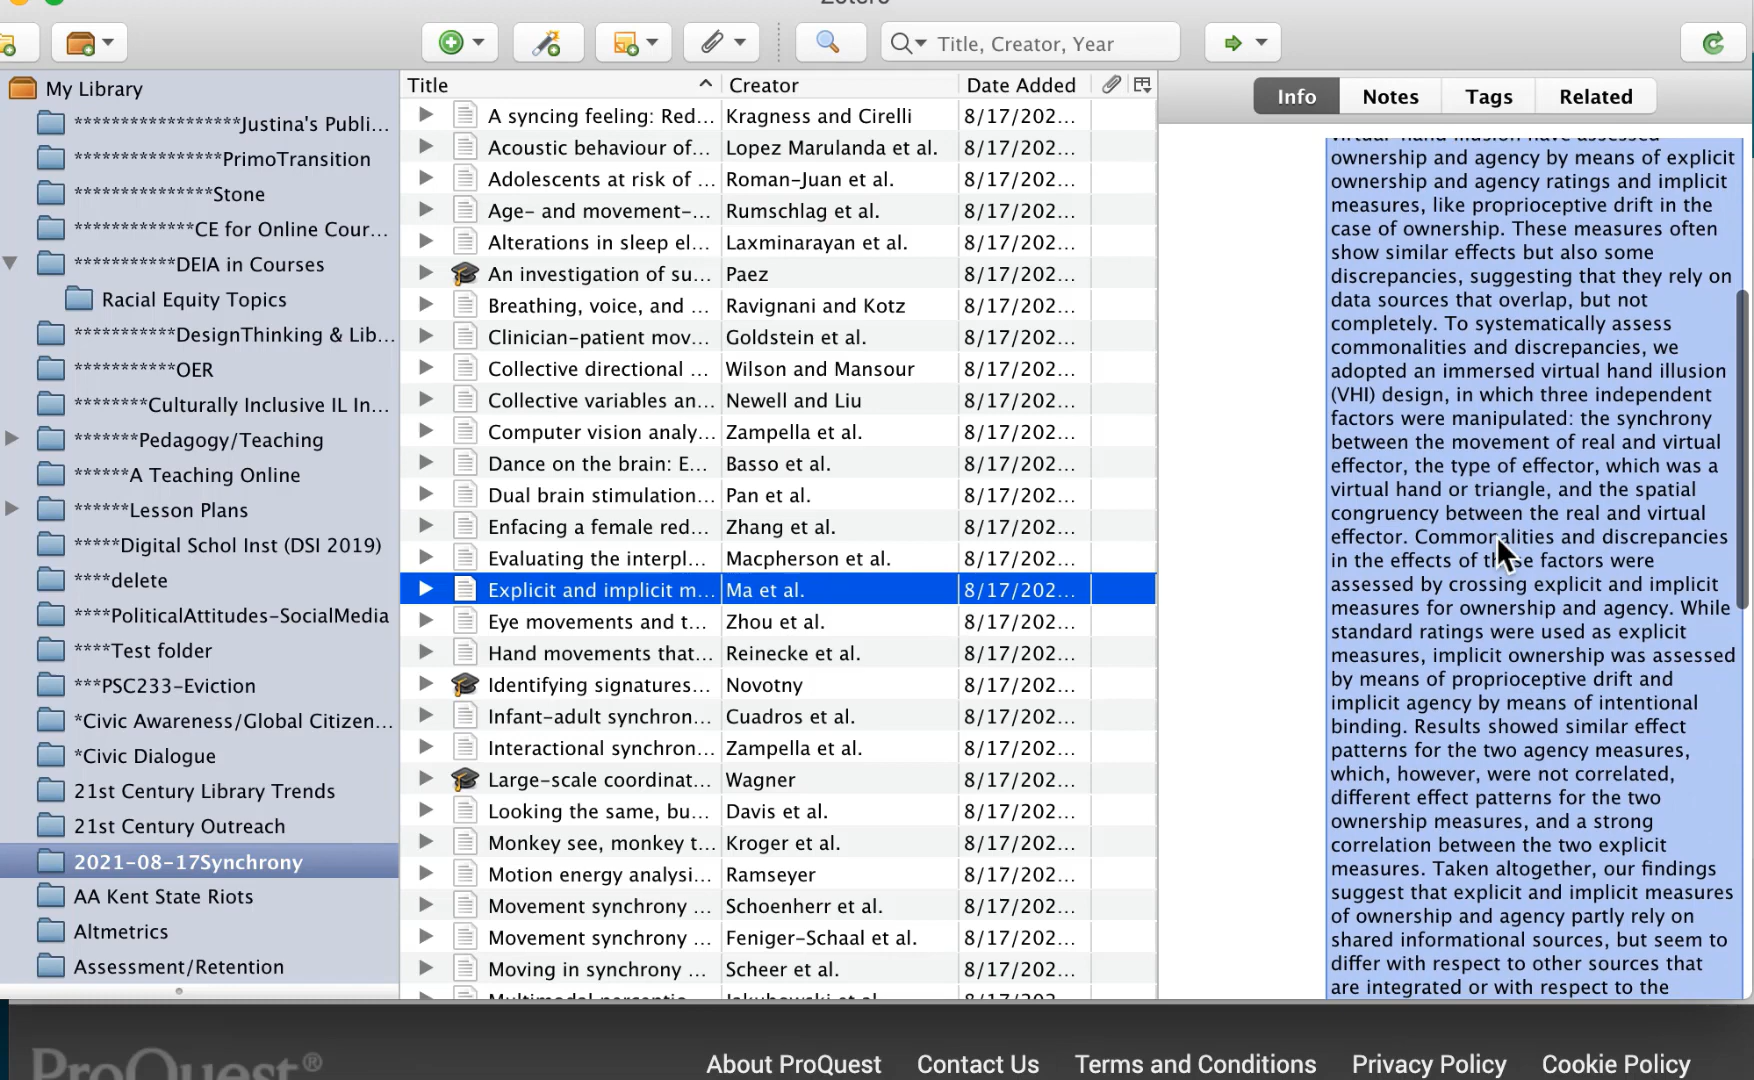 Zotero
Title, Creator, Year
My Library
******************Justina's Publi...
****************PrimoTransition
***************Stone
*************CE for Online Cour...
***********DEIA in Courses
Racial Equity Topics
***********DesignThinking & Lib...
***********OER
********Culturally Inclusive IL In...
*******Pedagogy/Teaching
******A Teaching Online
******Lesson Plans
*****Digital Schol Inst (DSI 2019)
****delete
****PoliticalAttitudes-SocialMedia
****Test folder
***PSC233-Eviction
*Civic Awareness/Global Citizen...
*Civic Dialogue
21st Century Library Trends
21st Century Outreach
2021-08-17Synchrony
AA Kent State Riots
Altmetrics
Assessment/Retention
Title Creator Date Added
A syncing feeling: Red... Kragness and Cirelli 8/17/202...
Acoustic behaviour of... Lopez Marulanda et al. 8/17/202...
Adolescents at risk of ... Roman-Juan et al. 8/17/202...
Age- and movement-... Rumschlag et al. 8/17/202...
Alterations in sleep el... Laxminarayan et al. 8/17/202...
An investigation of su... Paez 8/17/202...
Breathing, voice, and ... Ravignani and Kotz 8/17/202...
Clinician-patient mov... Goldstein et al. 8/17/202...
Collective directional ... Wilson and Mansour 8/17/202...
Collective variables an... Newell and Liu 8/17/202...
Computer vision analy... Zampella et al. 8/17/202...
Dance on the brain: E... Basso et al. 8/17/202...
Dual brain stimulation... Pan et al. 8/17/202...
Enfacing a female red... Zhang et al. 8/17/202...
Evaluating the interpl... Macpherson et al. 8/17/202...
Explicit and implicit m... Ma et al. 8/17/202...
Eye movements and t... Zhou et al. 8/17/202...
Hand movements that... Reinecke et al. 8/17/202...
Identifying signatures... Novotny 8/17/202...
Infant-adult synchron... Cuadros et al. 8/17/202...
Interactional synchron... Zampella et al. 8/17/202...
Large-scale coordinat... Wagner 8/17/202...
Looking the same, bu... Davis et al. 8/17/202...
Monkey see, monkey t... Kroger et al. 8/17/202...
Motion energy analysi... Ramseyer 8/17/202...
Movement synchrony ... Schoenherr et al. 8/17/202...
Movement synchrony ... Feniger-Schaal et al. 8/17/202...
Moving in synchrony ... Scheer et al. 8/17/202...
Info Notes Tags Related
virtual-hand illusion have assessed
ownership and agency by means of explicit
ownership and agency ratings and implicit
measures, like proprioceptive drift in the
case of ownership. These measures often
show similar effects but also some
discrepancies, suggesting that they rely on
data sources that overlap, but not
completely. To systematically assess
commonalities and discrepancies, we
adopted an immersed virtual hand illusion
(VHI) design, in which three independent
factors were manipulated: the synchrony
between the movement of real and virtual
effector, the type of effector, which was a
virtual hand or triangle, and the spatial
congruency between the real and virtual
effector. Commonalities and discrepancies
in the effects of these factors were
assessed by crossing explicit and implicit
measures for ownership and agency. While
standard ratings were used as explicit
measures, implicit ownership was assessed
by means of proprioceptive drift and
implicit agency by means of intentional
binding. Results showed similar effect
patterns for the two agency measures,
which, however, were not correlated,
different effect patterns for the two
ownership measures, and a strong
correlation between the two explicit
measures. Taken altogether, our findings
suggest that explicit and implicit measures
of ownership and agency partly rely on
shared informational sources, but seem to
differ with respect to other sources that
are integrated or with respect to the
ProQuest®
About ProQuest Contact Us Terms and Conditions Privacy Policy Cookie Policy